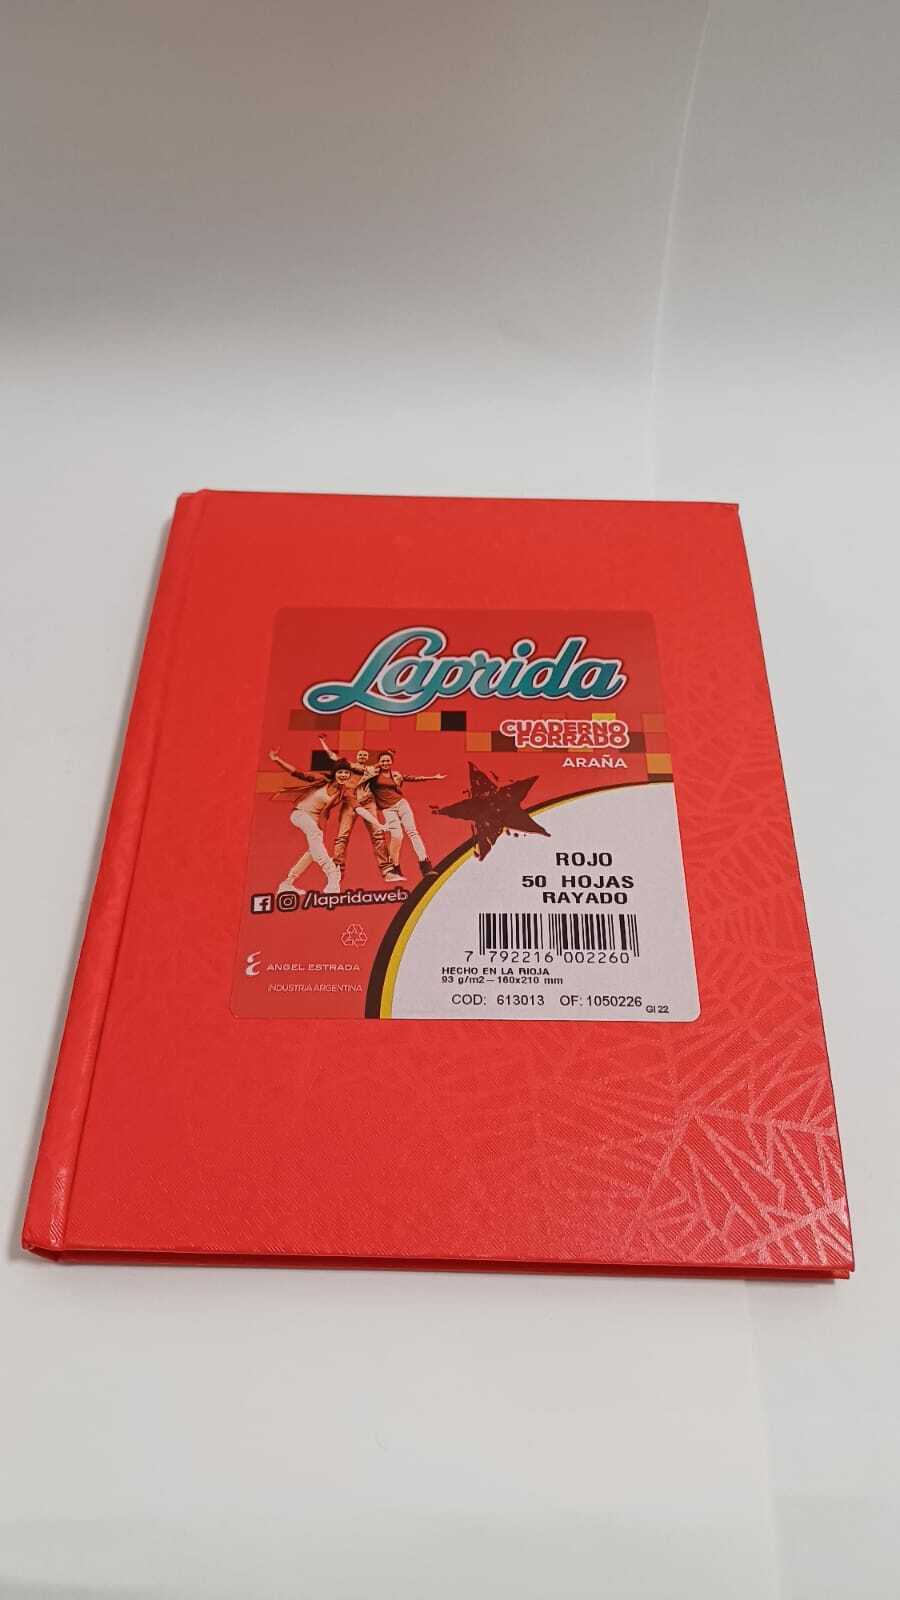 Laprida
CUADERNO
FORRADO
ARAÑA
ROJO
50 HOJAS
RAYADO
/lapridaweb
7 792216 002260
ANGEL ESTRADA
HECHO EN LA RIOJA
93 g/m2 – 160x210 mm
INDUSTRIA ARGENTINA
COD: 613013 OF: 1050226
GI 22